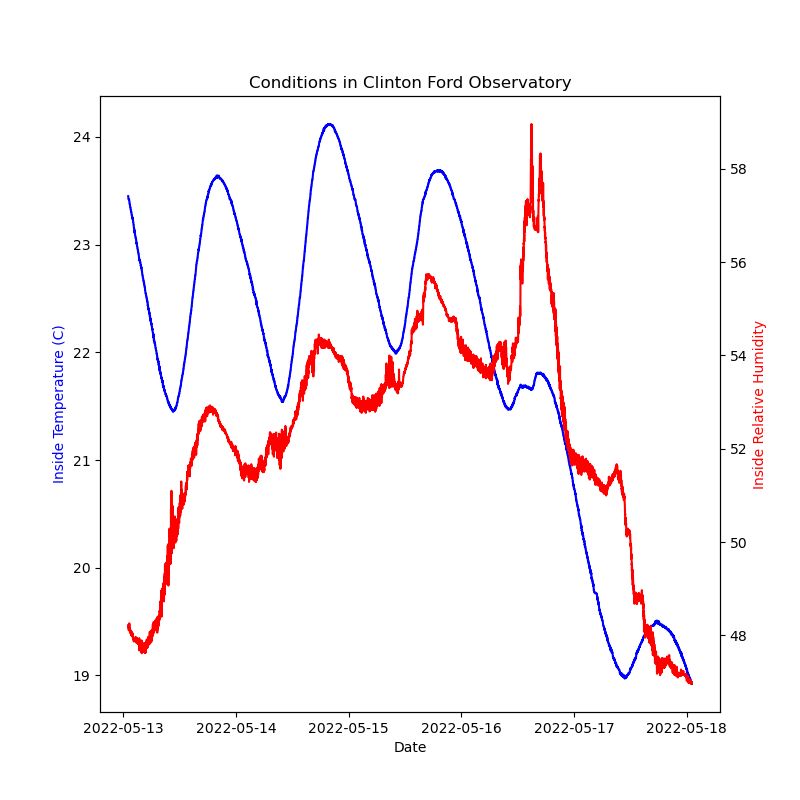 Conditions in Clinton Ford Observatory
Inside Temperature (C)
24
23
22
21
20
19
58
56
54
52
50
48
Inside Relative Humidity
2022-05-13 2022-05-14 2022-05-15 2022-05-16 2022-05-17 2022-05-18
Date